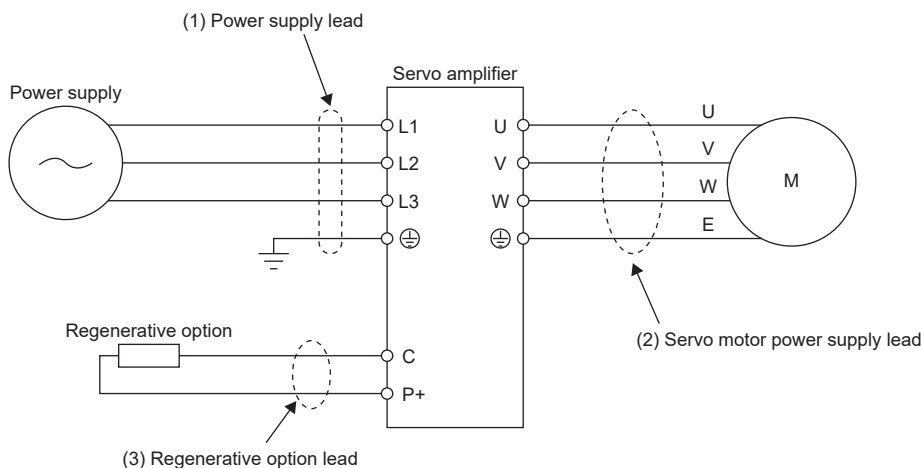 (1) Power supply lead
Servo amplifier
Power supply
L1
U
U
L2
V
V
L3
W
W
M
E
Regenerative option
C
P+
(2) Servo motor power supply lead
(3) Regenerative option lead